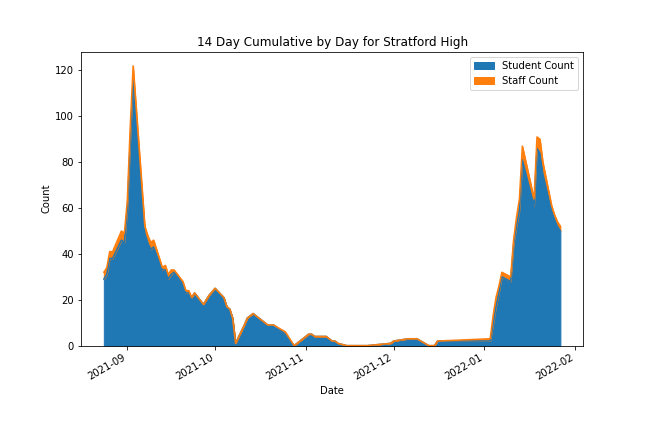 14 Day Cumulative by Day for Stratford High
Student Count
Staff Count
Count
120
100
80
60
40
20
0
2021-09
2021-10
2021-11
2021-12
2022-01
2022-02
Date